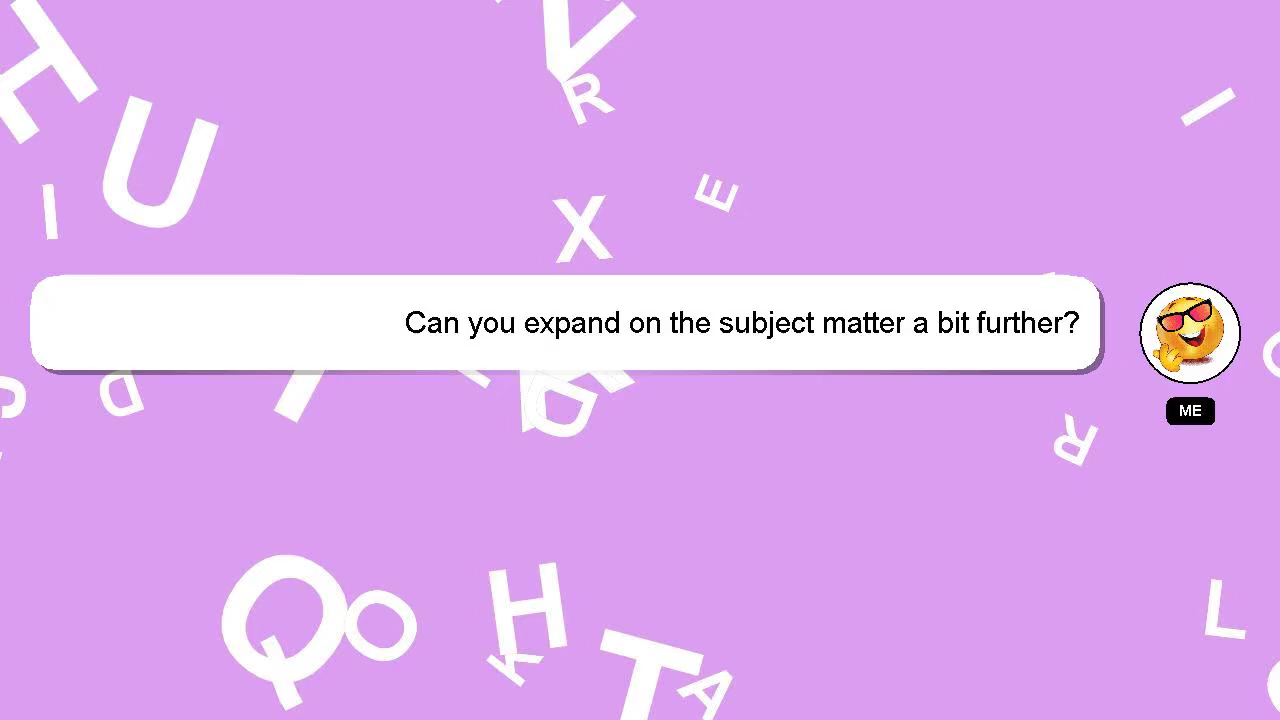 H
U
I
V
R
X
E
I
Can you expand on the subject matter a bit further?
ME
D
R
R
Q
O
H
K
T
A
L